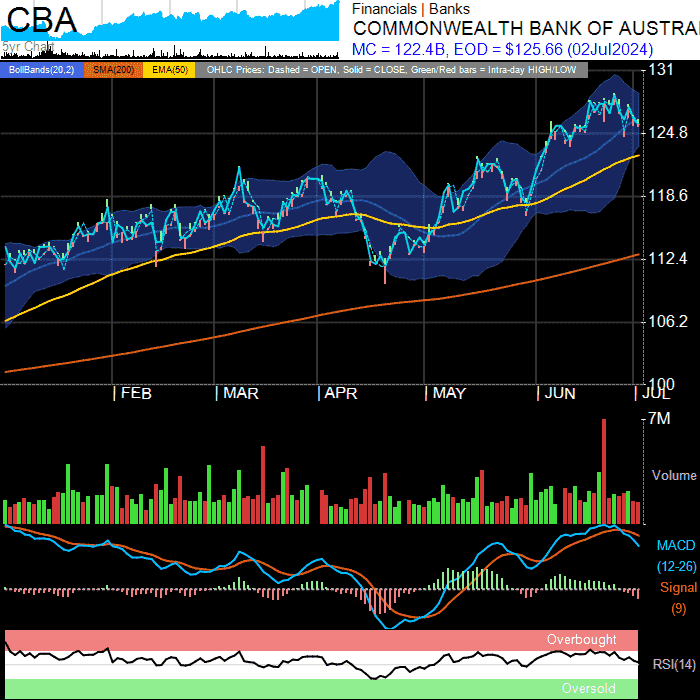 CBA
5yr Chart
Financials | Banks
COMMONWEALTH BANK OF AUSTRA
MC = 122.4B, EOD = $125.66 (02Jul2024)
BollBands(20,2) SMA(200) EMA(50) OHLC Prices: Dashed = OPEN, Solid = CLOSE, Green/Red bars = Intra-day HIGH/LOW
131
124.8
118.6
112.4
106.2
100
FEB MAR APR MAY JUN JUL
7M
Volume
MACD
(12-26)
Signal
(9)
Overbought
RSI(14)
Oversold